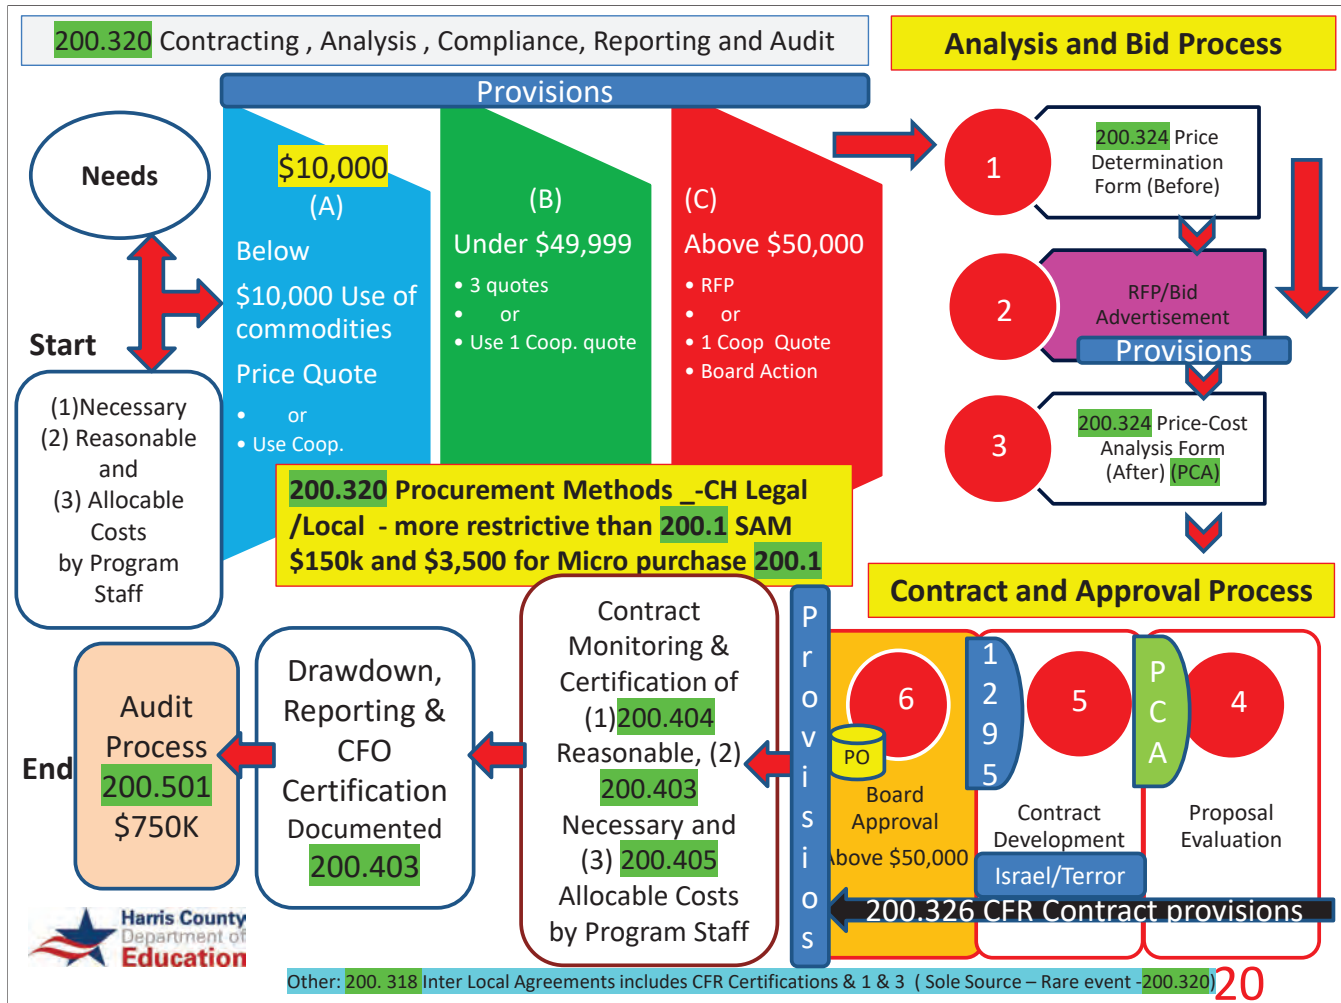 200.320 Contracting , Analysis , Compliance, Reporting and Audit
Analysis and Bid Process
Provisions
Needs
Start
(1)Necessary
(2) Reasonable
and
(3) Allocable
Costs
by Program
Staff
$10,000
(A)
Below
$10,000 Use of
commodities
Price Quote
• or
• Use Coop.
(B)
Under $49,999
• 3 quotes
• or
• Use 1 Coop. quote
(C)
Above $50,000
• RFP
• or
• 1 Coop Quote
• Board Action
200.320 Procurement Methods _-CH Legal
/Local - more restrictive than 200.1 SAM
$150k and $3,500 for Micro purchase 200.1
1
200.324 Price
Determination
Form (Before)
2
RFP/Bid
Advertisement
Provisions
3
200.324 Price-Cost
Analysis Form
(After) (PCA)
Contract and Approval Process
4
Proposal
Evaluation
PCA
5
Contract
Development
Israel/Terror
1295
6
PO
Board
Approval
Above $50,000
200.326 CFR Contract provisions
Provisios
Contract
Monitoring &
Certification of
(1)200.404
Reasonable, (2)
200.403
Necessary and
(3) 200.405
Allocable Costs
by Program Staff
Drawdown,
Reporting &
CFO
Certification
Documented
200.403
Audit
Process
200.501
$750K
End
Harris County
Department of
Education
Other: 200. 318 Inter Local Agreements includes CFR Certifications & 1 & 3 ( Sole Source – Rare event -200.320)
20